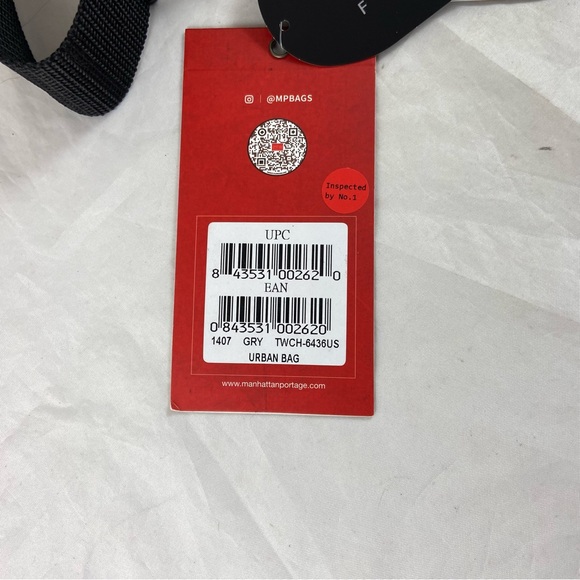 F
@MPBAGS
Inspected
by No.1
UPC
8 43531 00262 0
EAN
0 843531 002620
1407 GRY TWCH-6436US
URBAN BAG
www.manhattanportage.com